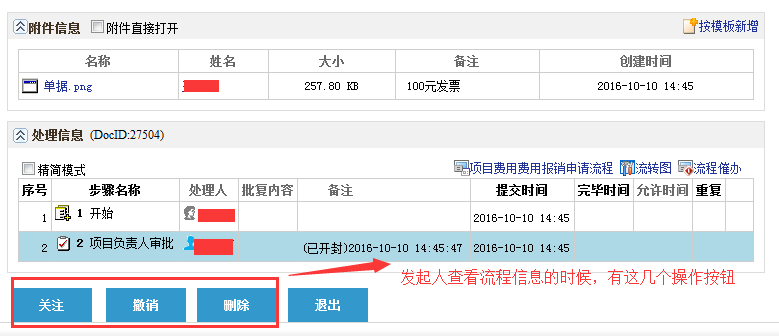 附件信息 附件直接打开 按模板新增
名称 姓名 大小 备注 创建时间
单据.png 257.80 KB 100元发票 2016-10-10 14:45
处理信息 (DocID:27504)
精简模式 项目费用费用报销申请流程 流转图 流程催办
序号 步骤名称 处理人 批复内容 备注 提交时间 完毕时间 允许时间 重复
1 1 开始 2016-10-10 14:45
2 2 项目负责人审批 (已开封)2016-10-10 14:45:47 2016-10-10 14:45
发起人查看流程信息的时候，有这几个操作按钮
关注 撤销 删除 退出